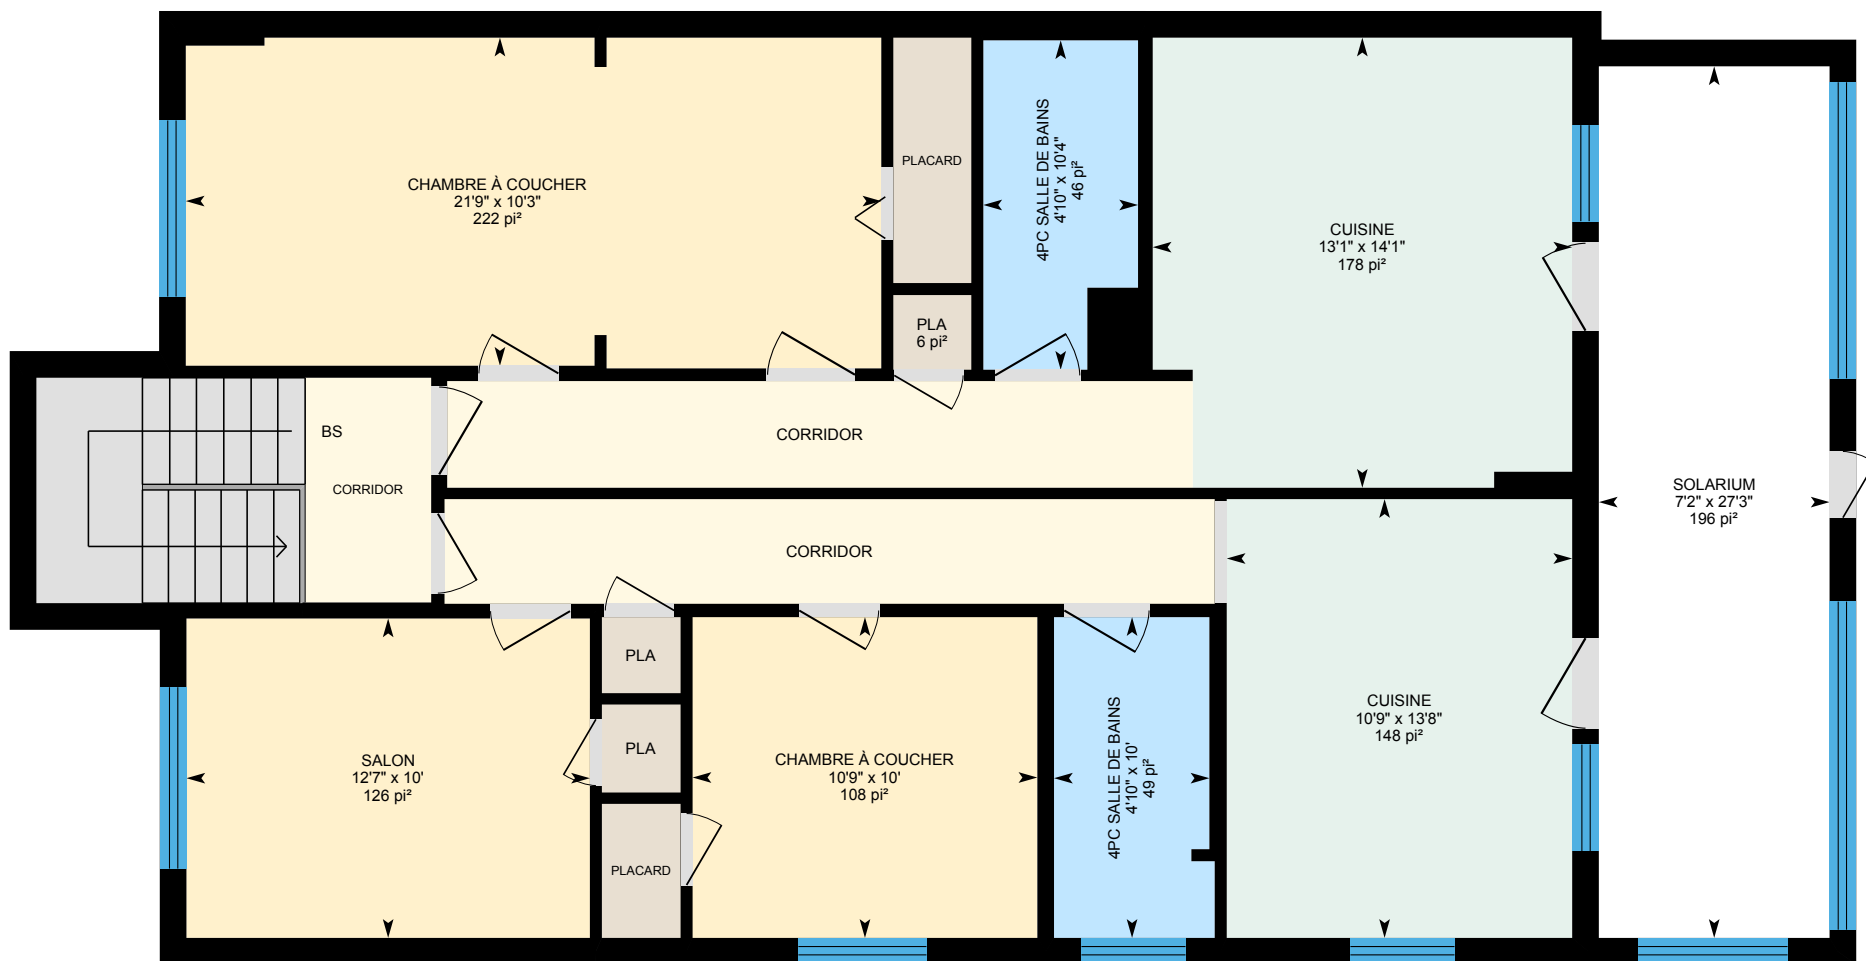 CHAMBRE À COUCHER
21'9" x 10'3"
222 pi²
PLACARD
4PC SALLE DE BAINS
4'10" x 10'4"
46 pi²
CUISINE
13'1" x 14'1"
178 pi²
PLA
6 pi²
BS
CORRIDOR
CORRIDOR
CORRIDOR
SOLARIUM
7'2" x 27'3"
196 pi²
SALON
12'7" x 10'
126 pi²
PLA
PLA
PLACARD
CHAMBRE À COUCHER
10'9" x 10'
108 pi²
4PC SALLE DE BAINS
4'10" x 10'
49 pi²
CUISINE
10'9" x 13'8"
148 pi²